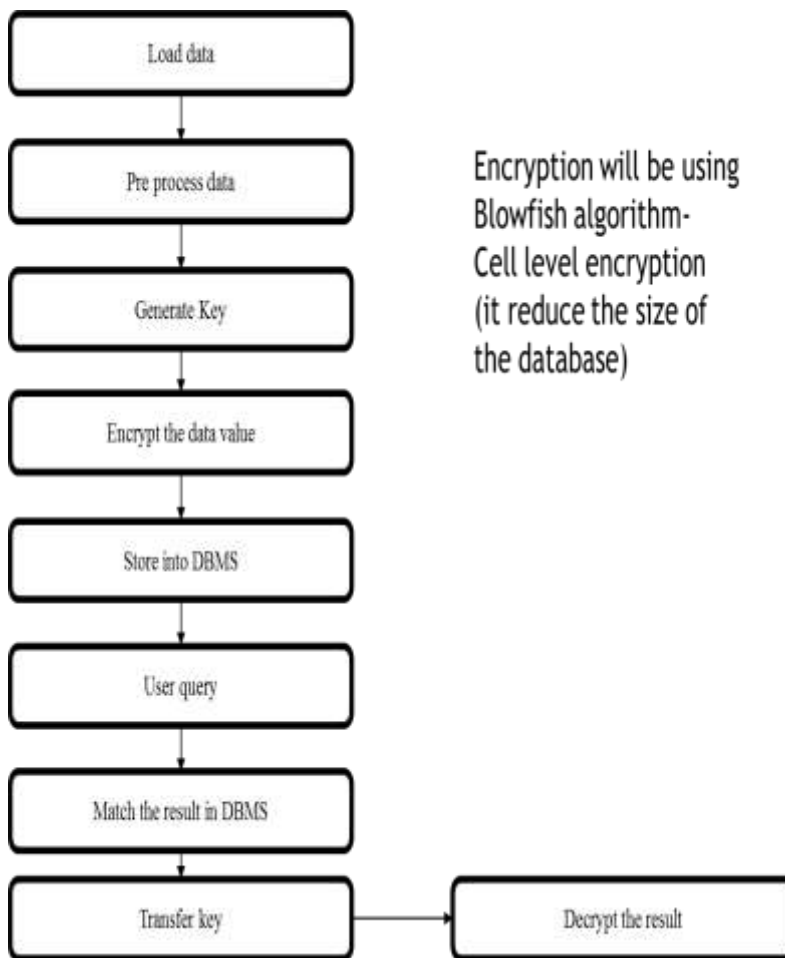 Load data
Pre process data
Generate Key
Encrypt the data value
Store into DBMS
User query
Match the result in DBMS
Transfer key
Decrypt the result
Encryption will be using
Blowfish algorithm-
Cell level encryption
(it reduce the size of
the database)